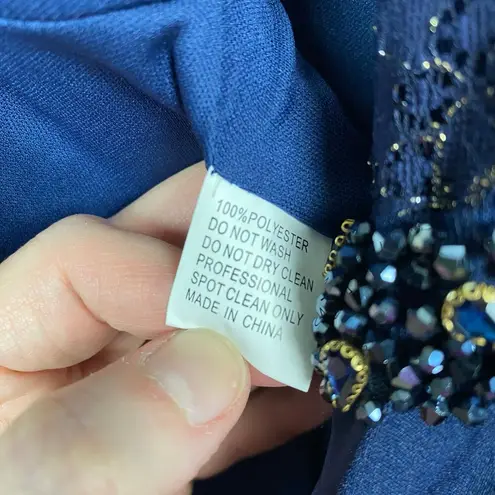 100%POLYESTER
DO NOT WASH
DO NOT DRY CLEAN
PROFESSIONAL
SPOT CLEAN ONLY
MADE IN CHINA